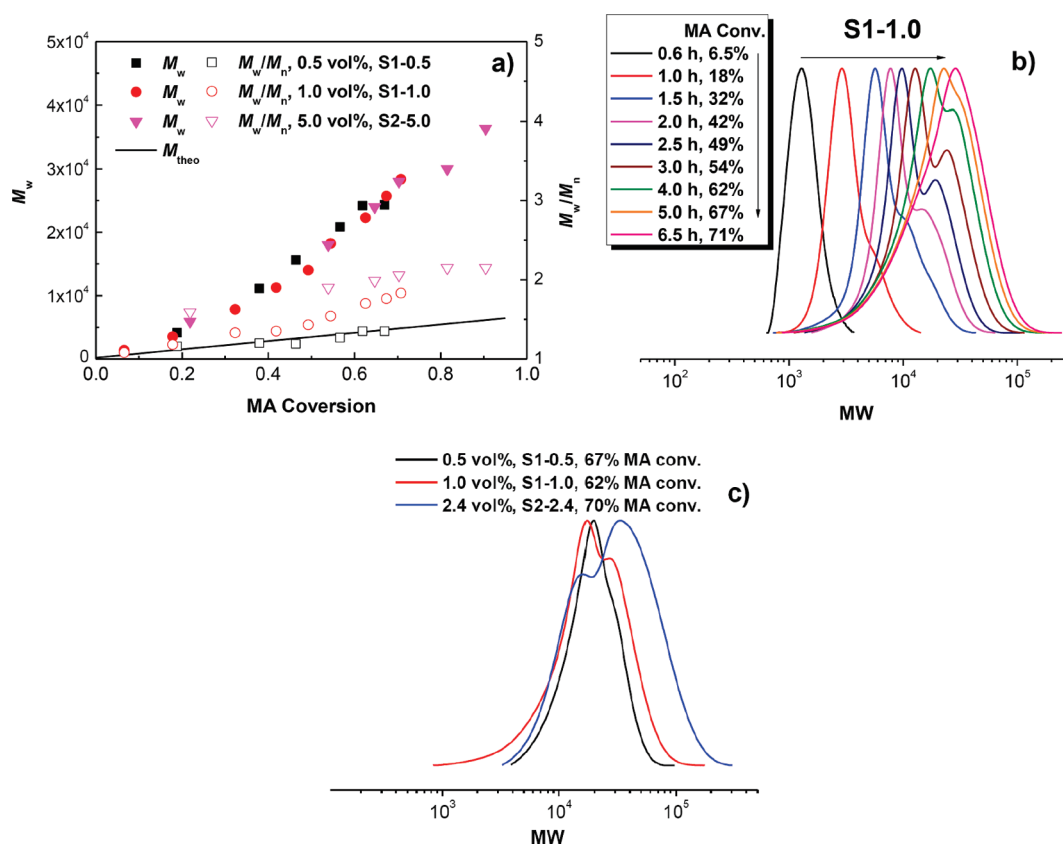 a)
M_w M_w/M_n, 0.5 vol%, S1-0.5
M_w M_w/M_n, 1.0 vol%, S1-1.0
M_w M_w/M_n, 5.0 vol%, S2-5.0
M_theo
5x10⁴
4x10⁴
3x10⁴
2x10⁴
1x10⁴
0
M_w
5
4
3
2
1
M_w/M_n
0.0 0.2 0.4 0.6 0.8 1.0
MA Coversion
b)
S1-1.0
MA Conv.
0.6 h, 6.5%
1.0 h, 18%
1.5 h, 32%
2.0 h, 42%
2.5 h, 49%
3.0 h, 54%
4.0 h, 62%
5.0 h, 67%
6.5 h, 71%
10² 10³ 10⁴ 10⁵
MW
0.5 vol%, S1-0.5, 67% MA conv.
1.0 vol%, S1-1.0, 62% MA conv.
2.4 vol%, S2-2.4, 70% MA conv.
c)
10³ 10⁴ 10⁵
MW